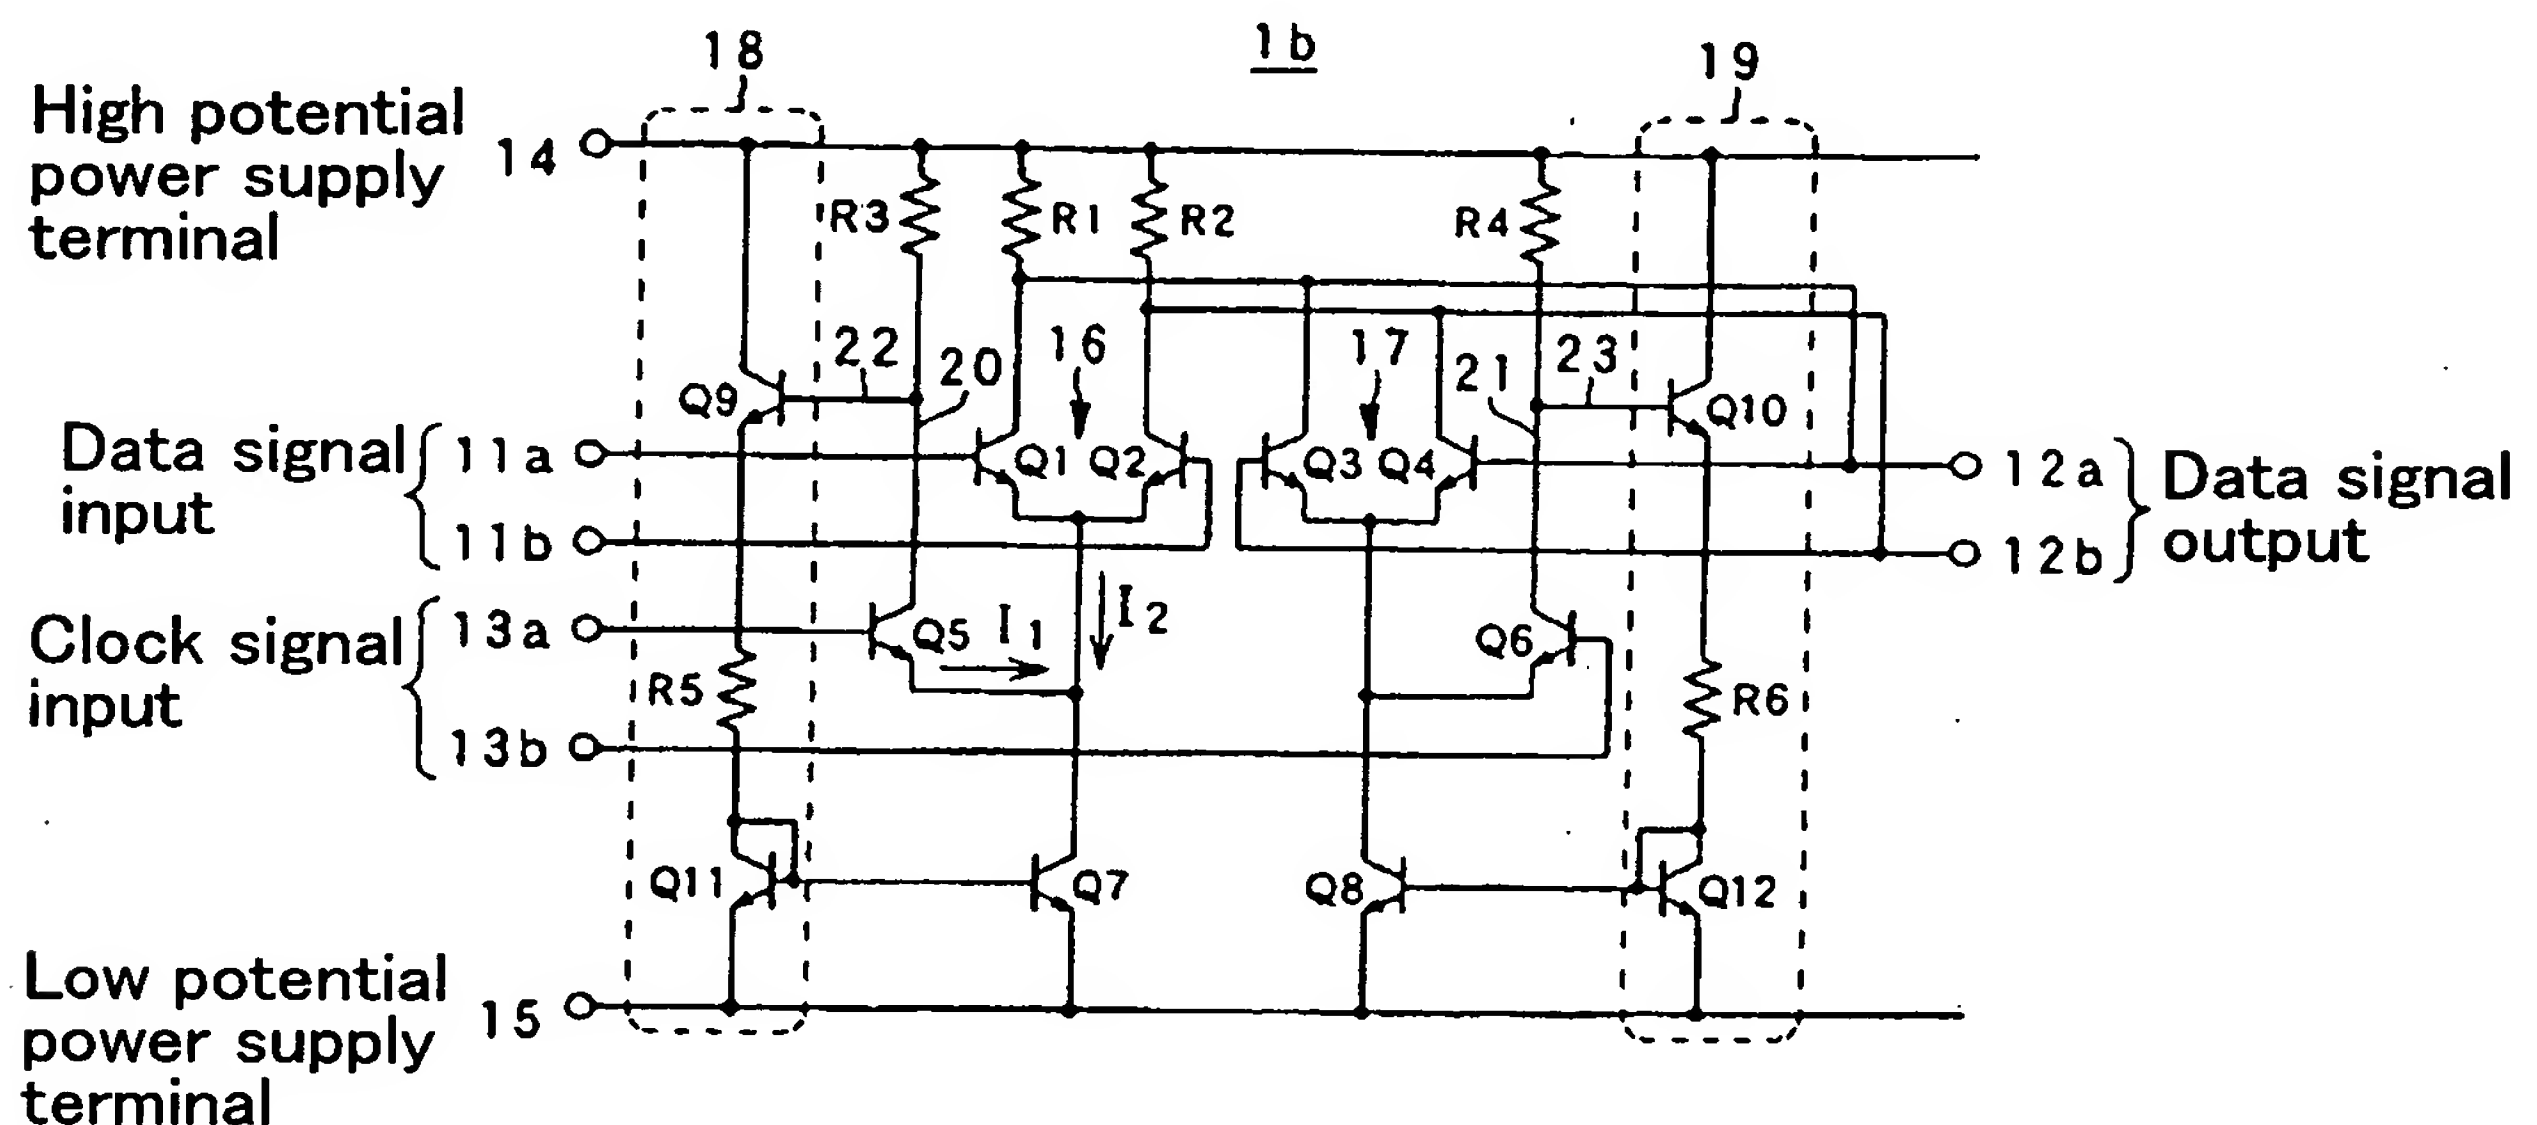 1b
18
19
High potential
power supply
terminal
14
R3
R1
R2
R4
22
20
16
17
21
23
Q9
Q10
Data signal
input
11a
11b
Q1
Q2
Q3
Q4
12a
12b
Data signal
output
Clock signal
input
13a
13b
Q5
I1
I2
Q6
R5
R6
Q11
Q7
Q8
Q12
Low potential
power supply
terminal
15